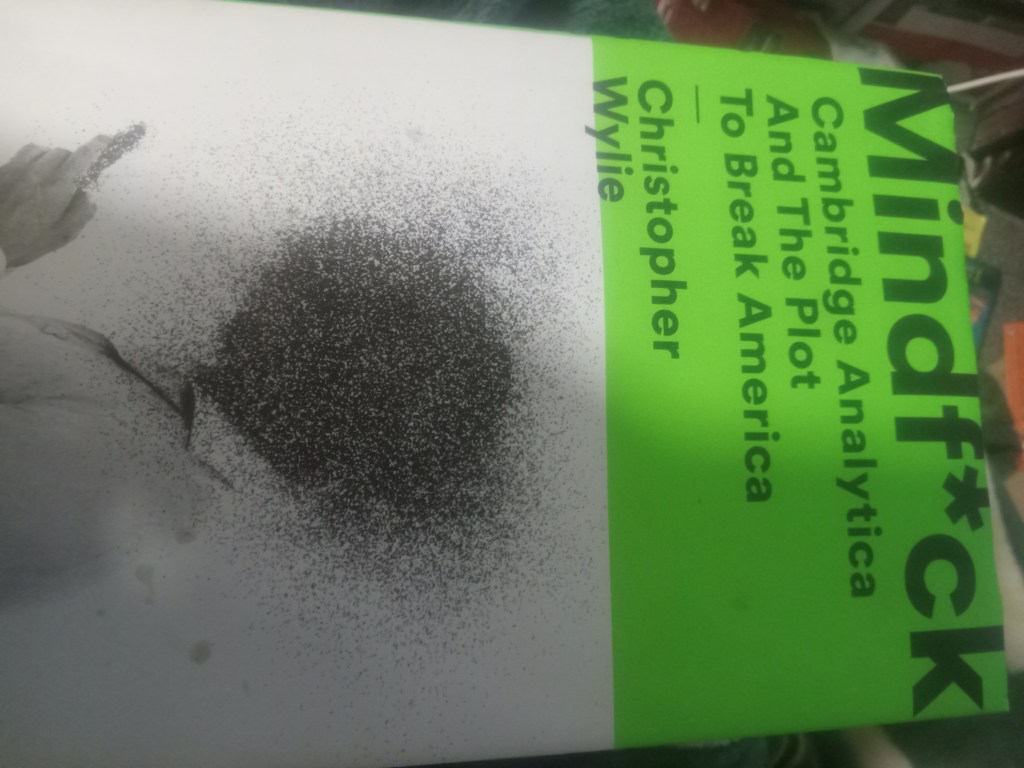 Mindf*ck
Cambridge Analytica
And The Plot
To Break America
Christopher
Wylie